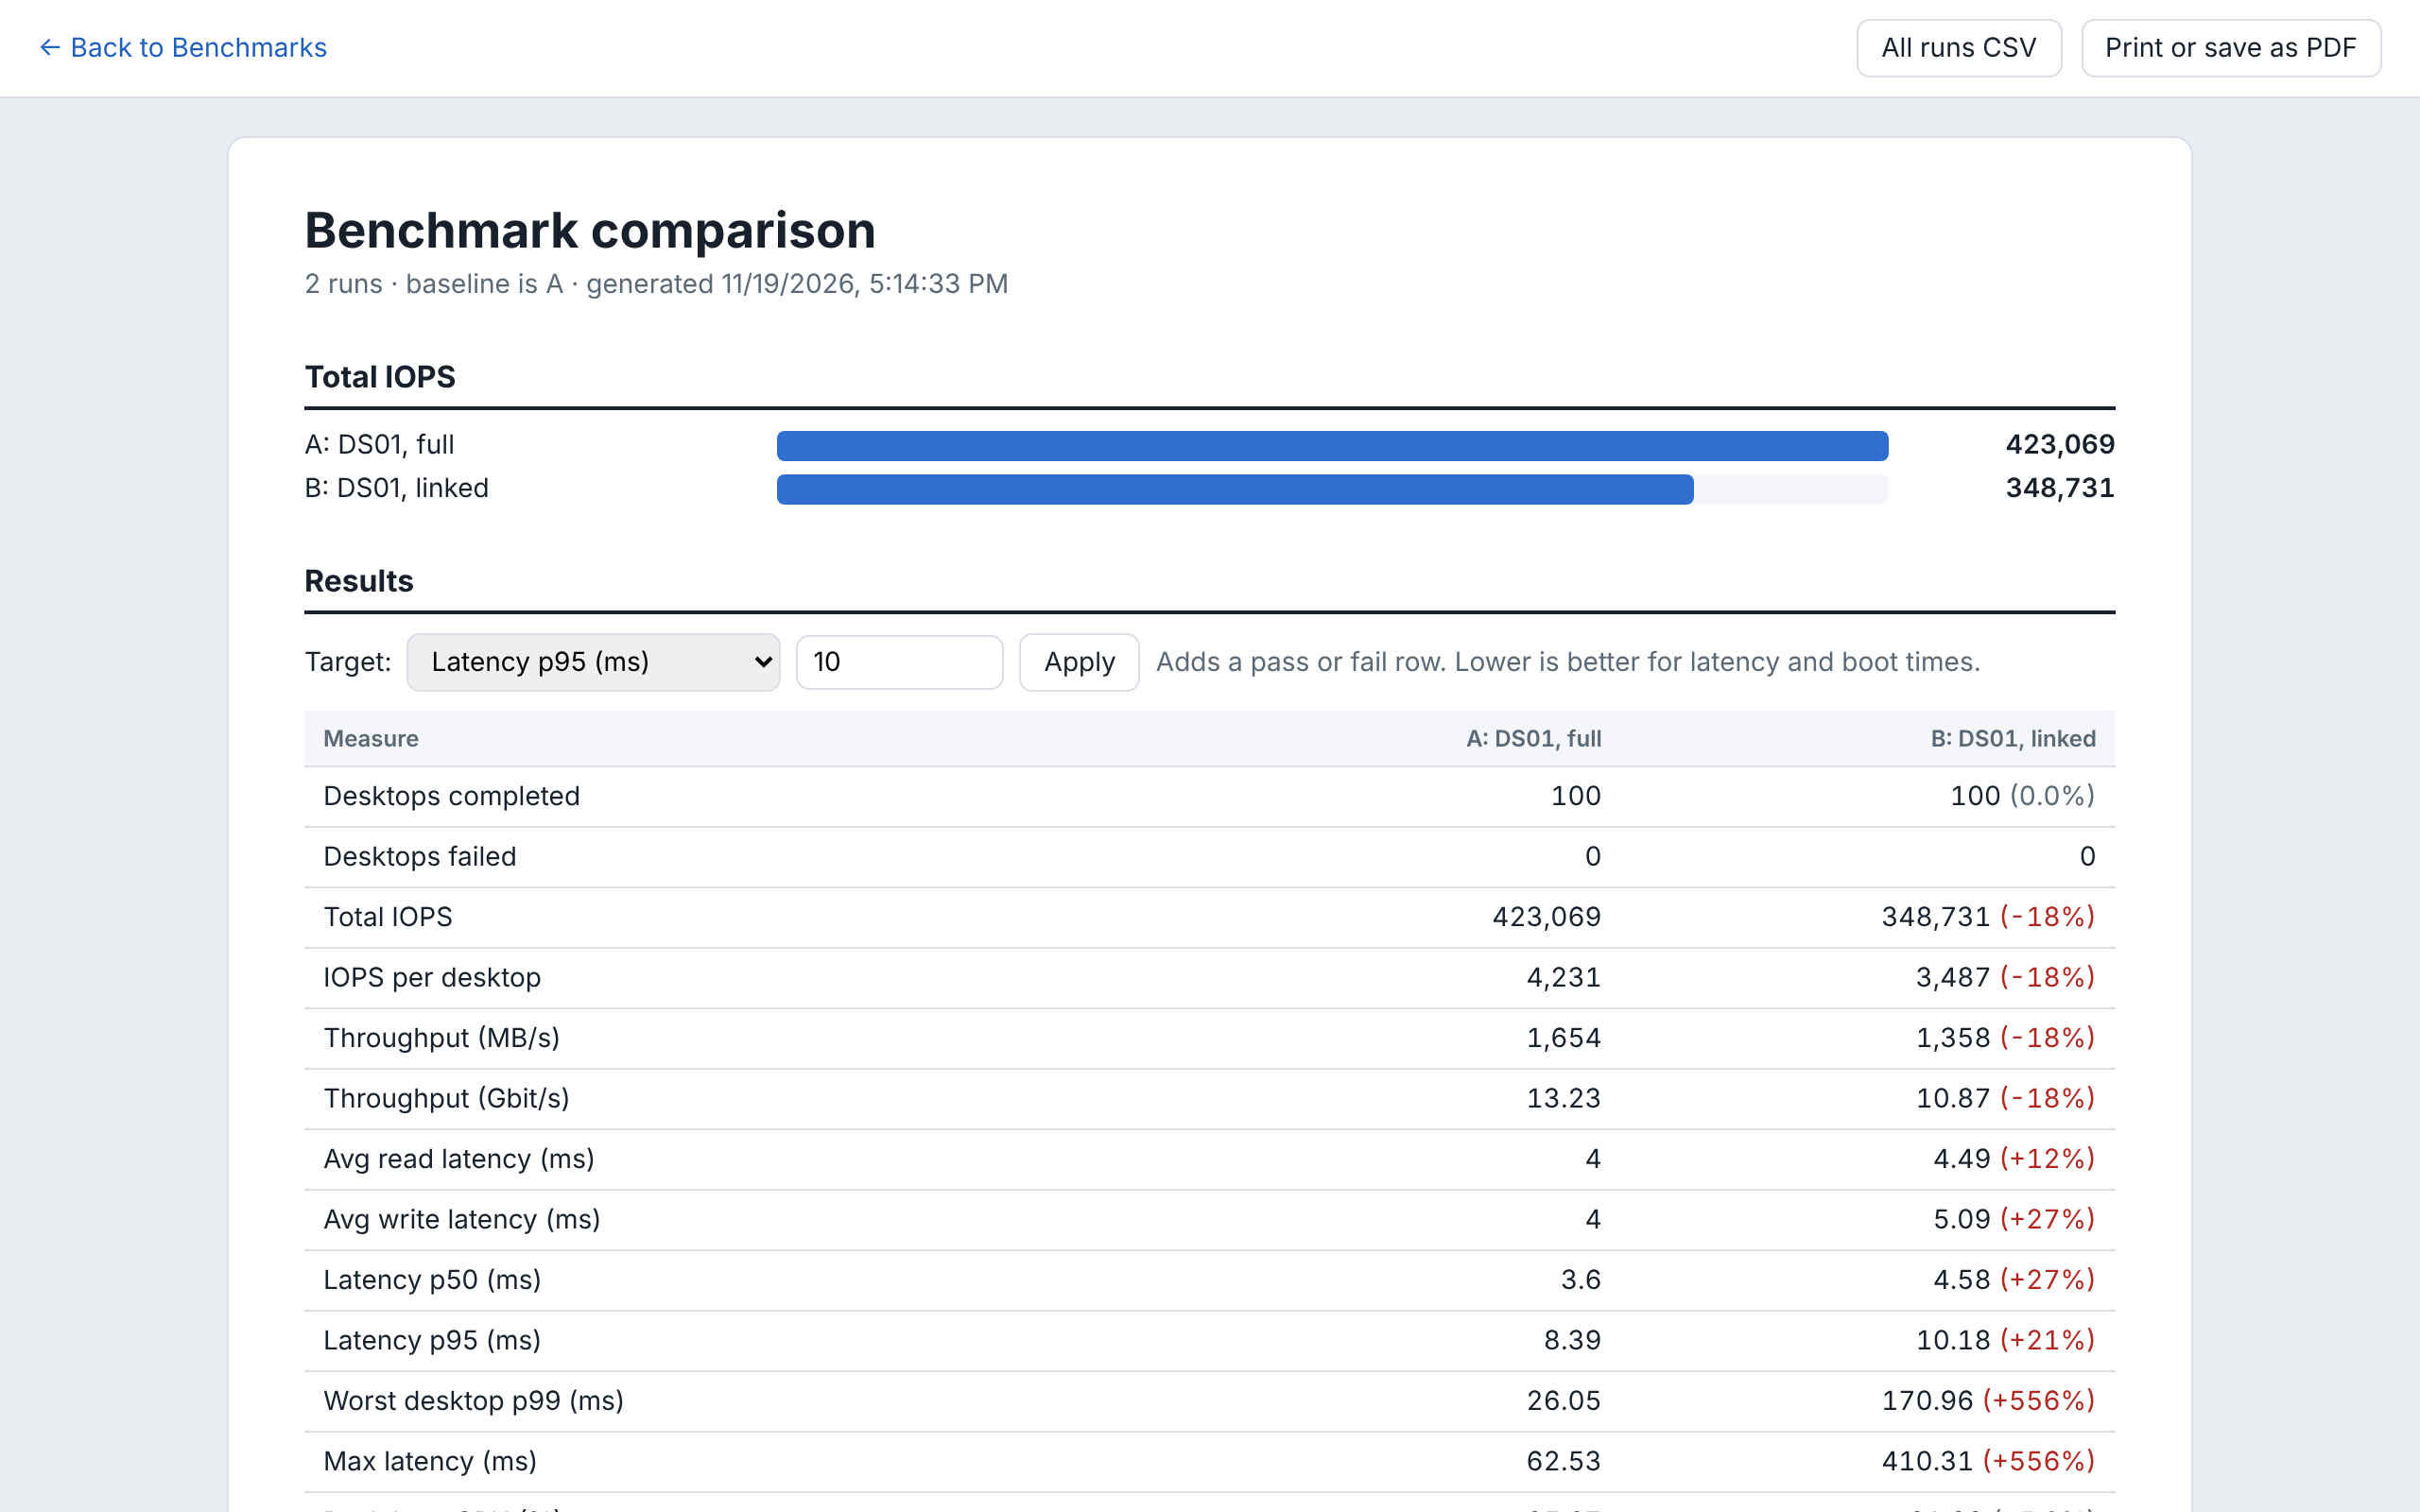 ← Back to Benchmarks
All runs CSV
Print or save as PDF
Benchmark comparison
2 runs · baseline is A · generated 11/19/2026, 5:14:33 PM
Total IOPS
A: DS01, full 423,069
B: DS01, linked 348,731
Results
Target: Latency p95 (ms) 10 Apply Adds a pass or fail row. Lower is better for latency and boot times.
Measure A: DS01, full B: DS01, linked
Desktops completed 100 100 (0.0%)
Desktops failed 0 0
Total IOPS 423,069 348,731 (-18%)
IOPS per desktop 4,231 3,487 (-18%)
Throughput (MB/s) 1,654 1,358 (-18%)
Throughput (Gbit/s) 13.23 10.87 (-18%)
Avg read latency (ms) 4 4.49 (+12%)
Avg write latency (ms) 4 5.09 (+27%)
Latency p50 (ms) 3.6 4.58 (+27%)
Latency p95 (ms) 8.39 10.18 (+21%)
Worst desktop p99 (ms) 26.05 170.96 (+556%)
Max latency (ms) 62.53 410.31 (+556%)